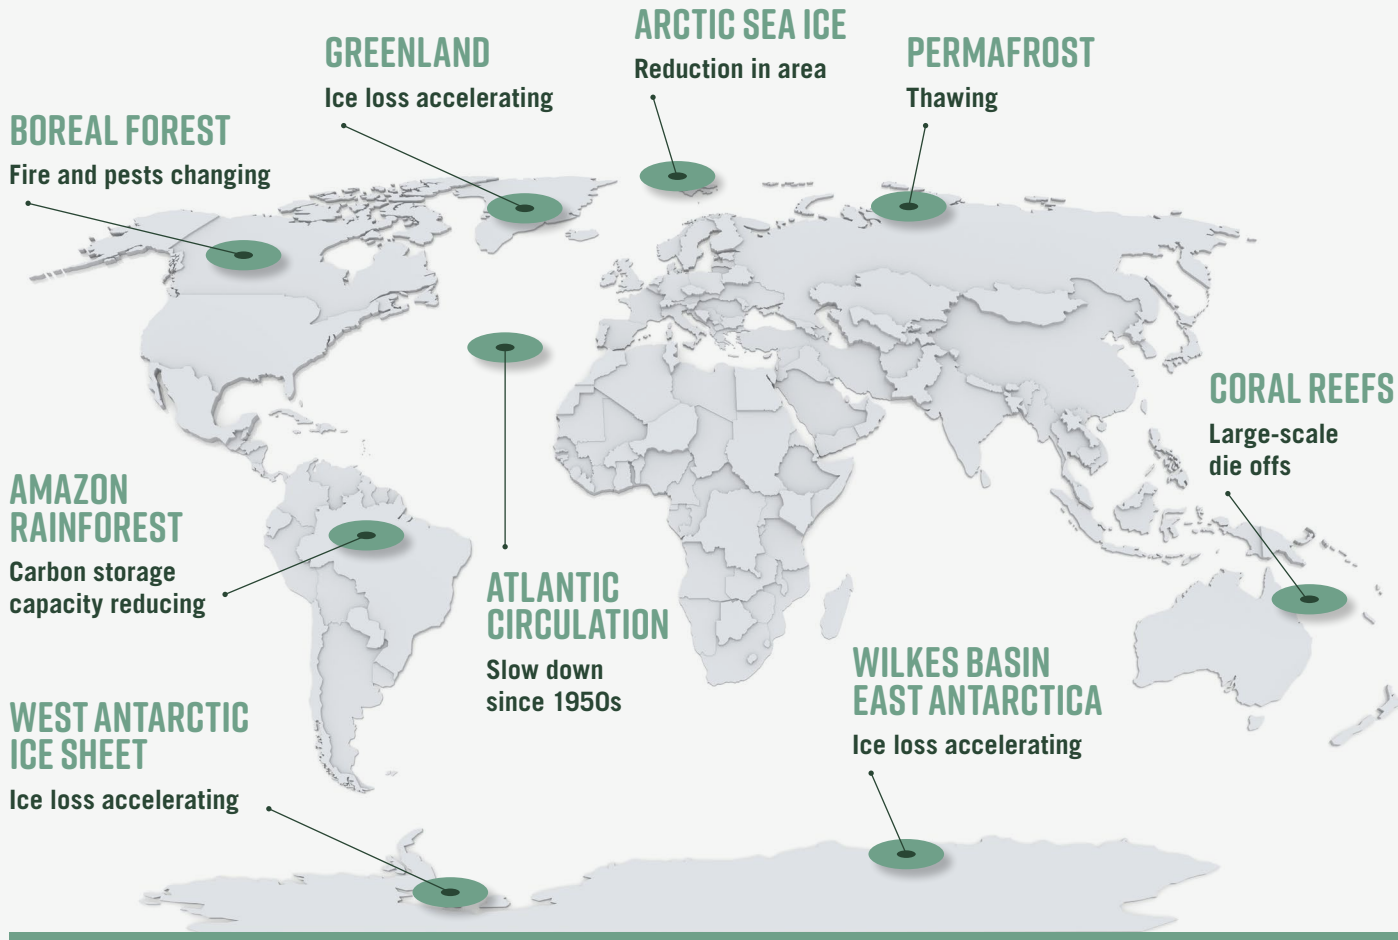 ARCTIC SEA ICE
Reduction in area
GREENLAND
Ice loss accelerating
PERMAFROST
Thawing
BOREAL FOREST
Fire and pests changing
CORAL REEFS
Large-scale
die offs
AMAZON
RAINFOREST
Carbon storage
capacity reducing
ATLANTIC
CIRCULATION
Slow down
since 1950s
WILKES BASIN
EAST ANTARCTICA
Ice loss accelerating
WEST ANTARCTIC
ICE SHEET
Ice loss accelerating